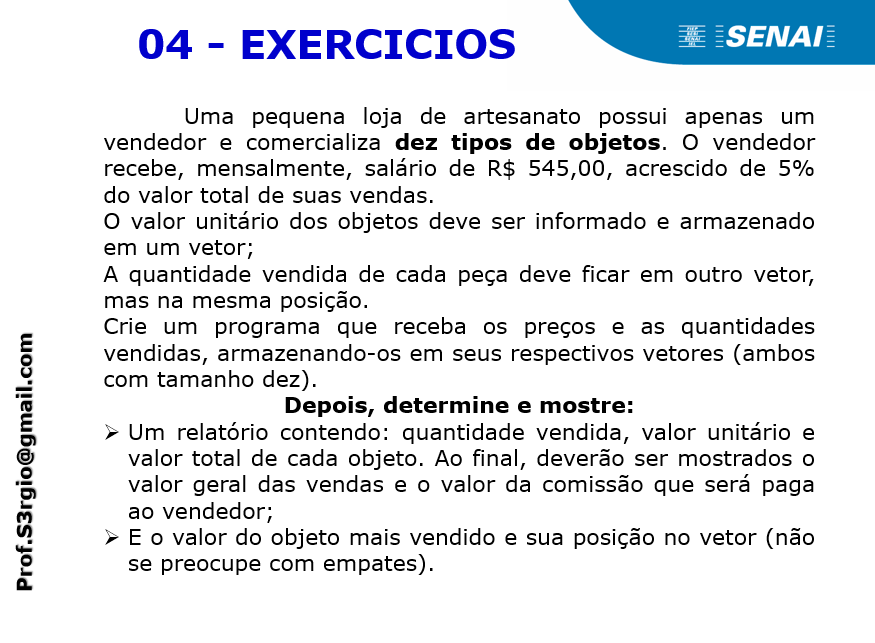 04 - EXERCICIOS
FIEP
SESI
SENAI
IEL
SENAI
Uma pequena loja de artesanato possui apenas um
vendedor e comercializa dez tipos de objetos. O vendedor
recebe, mensalmente, salário de R$ 545,00, acrescido de 5%
do valor total de suas vendas.
O valor unitário dos objetos deve ser informado e armazenado
em um vetor;
A quantidade vendida de cada peça deve ficar em outro vetor,
mas na mesma posição.
Crie um programa que receba os preços e as quantidades
vendidas, armazenando-os em seus respectivos vetores (ambos
com tamanho dez).
Depois, determine e mostre:
➢ Um relatório contendo: quantidade vendida, valor unitário e
valor total de cada objeto. Ao final, deverão ser mostrados o
valor geral das vendas e o valor da comissão que será paga
ao vendedor;
➢ E o valor do objeto mais vendido e sua posição no vetor (não
se preocupe com empates).
Prof.S3rgio@gmail.com